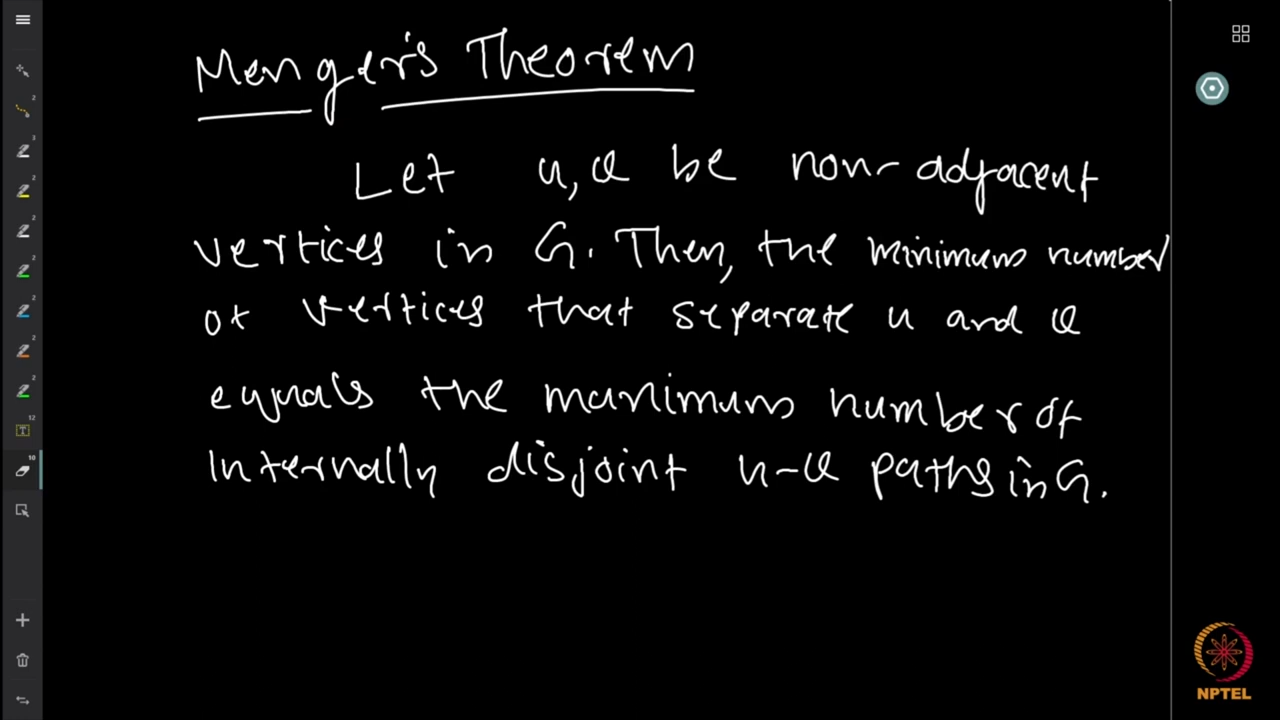 Menger's Theorem
Let u, v be non-adjacent
vertices in G. Then, the minimum number
of vertices that separate u and v
equals the maximum number of
internally disjoint u-v paths in G.
NPTEL